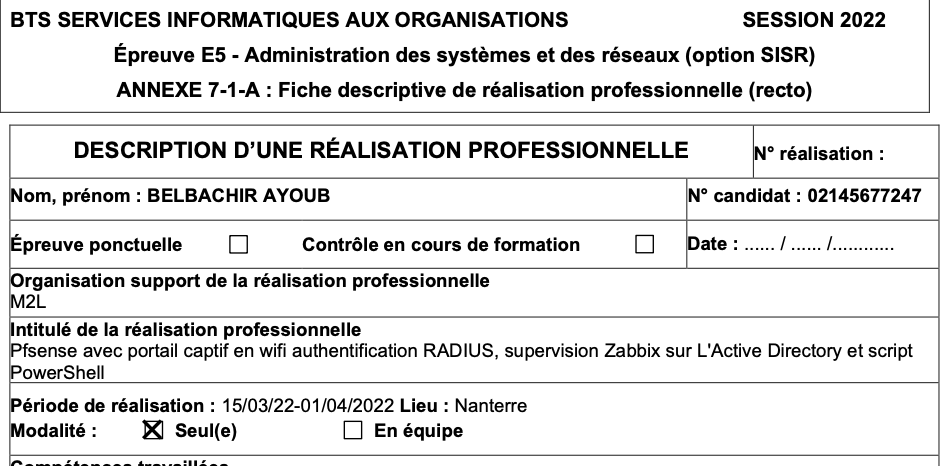 BTS SERVICES INFORMATIQUES AUX ORGANISATIONS SESSION 2022
Épreuve E5 - Administration des systèmes et des réseaux (option SISR)
ANNEXE 7-1-A : Fiche descriptive de réalisation professionnelle (recto)
DESCRIPTION D’UNE RÉALISATION PROFESSIONNELLE N° réalisation :
Nom, prénom : BELBACHIR AYOUB N° candidat : 02145677247
Épreuve ponctuelle ☐ Contrôle en cours de formation ☐ Date : ...... / ...... /............
Organisation support de la réalisation professionnelle
M2L
Intitulé de la réalisation professionnelle
Pfsense avec portail captif en wifi authentification RADIUS, supervision Zabbix sur L'Active Directory et script
PowerShell
Période de réalisation : 15/03/22-01/04/2022 Lieu : Nanterre
Modalité : ☒ Seul(e) ☐ En équipe
Compétences travaillées